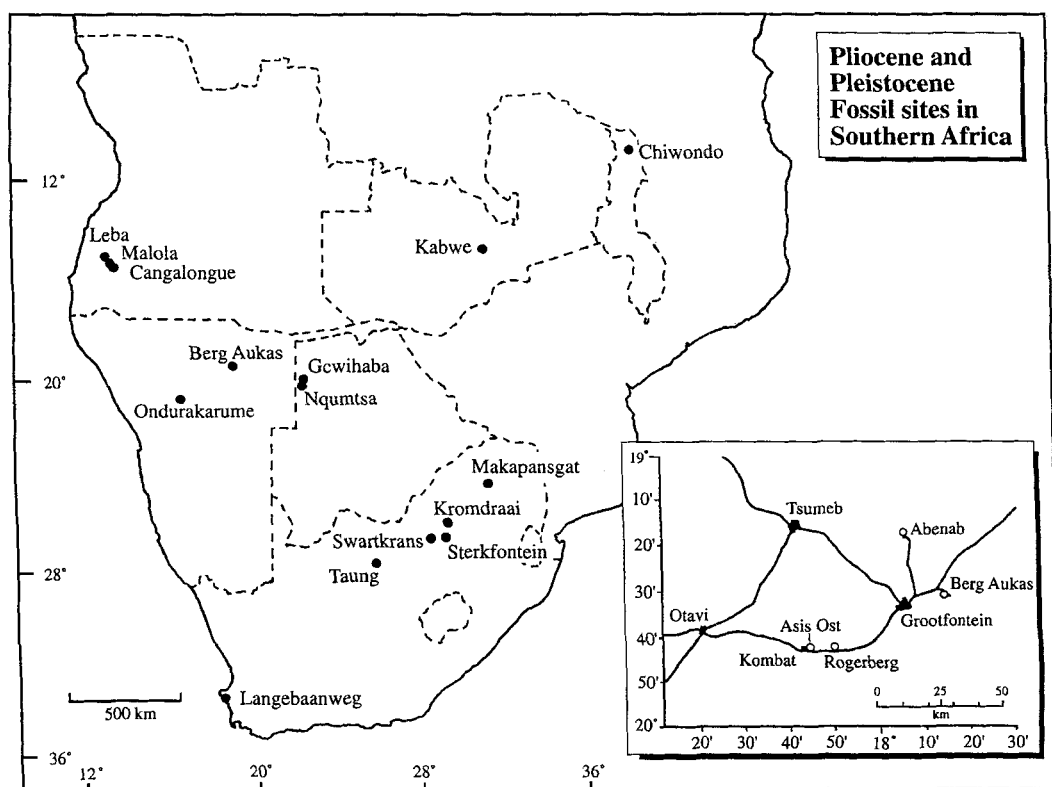 Pliocene and
Pleistocene
Fossil sites in
Southern Africa
Chiwondo
12°
Leba
Malola
Cangalongue
Kabwe
Berg Aukas
Gcwihaba
Nqumtsa
20°
Ondurakarume
Makapansgat
Kromdraai
Swartkrans
Sterkfontein
Taung
28°
Langebaanweg
500 km
36°
12°
20°
28°
36°
19°
10'
20'
30'
40'
50'
20°
Tsumeb
Abenab
Berg Aukas
Otavi
Grootfontein
Asis Ost
Kombat
Rogerberg
0 25 50
km
20' 30' 40' 50' 18° 10' 20' 30'